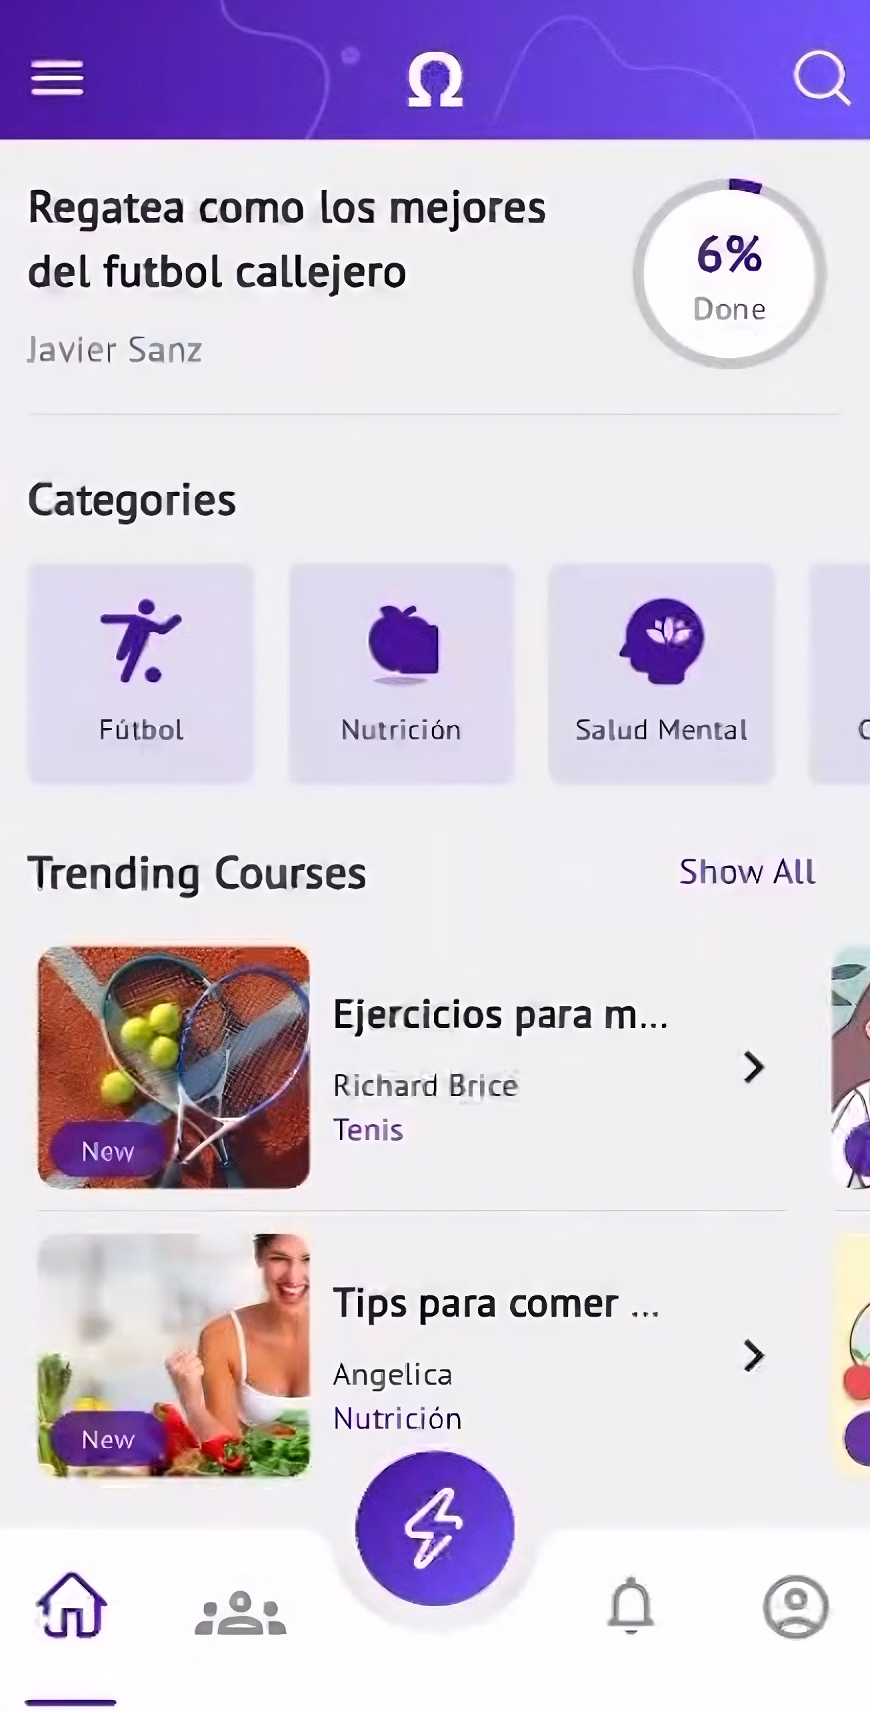 Ω
Regatea como los mejores
del futbol callejero
Javier Sanz
6%
Done
Categories
Fútbol
Nutrición
Salud Mental
Trending Courses
Show All
Ejercicios para m...
Richard Brice
Tenis
New
Tips para comer ...
Angelica
Nutrición
New